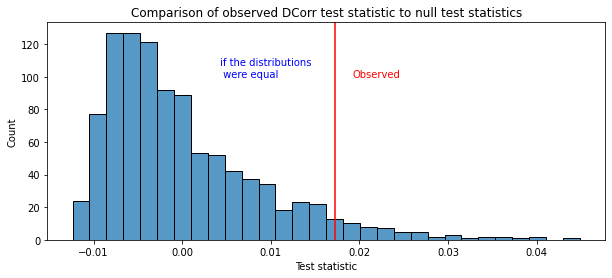 Comparison of observed DCorr test statistic to null test statistics
120
100
80
60
40
20
0
Count
if the distributions
were equal
Observed
−0.01
0.00
0.01
0.02
0.03
0.04
Test statistic